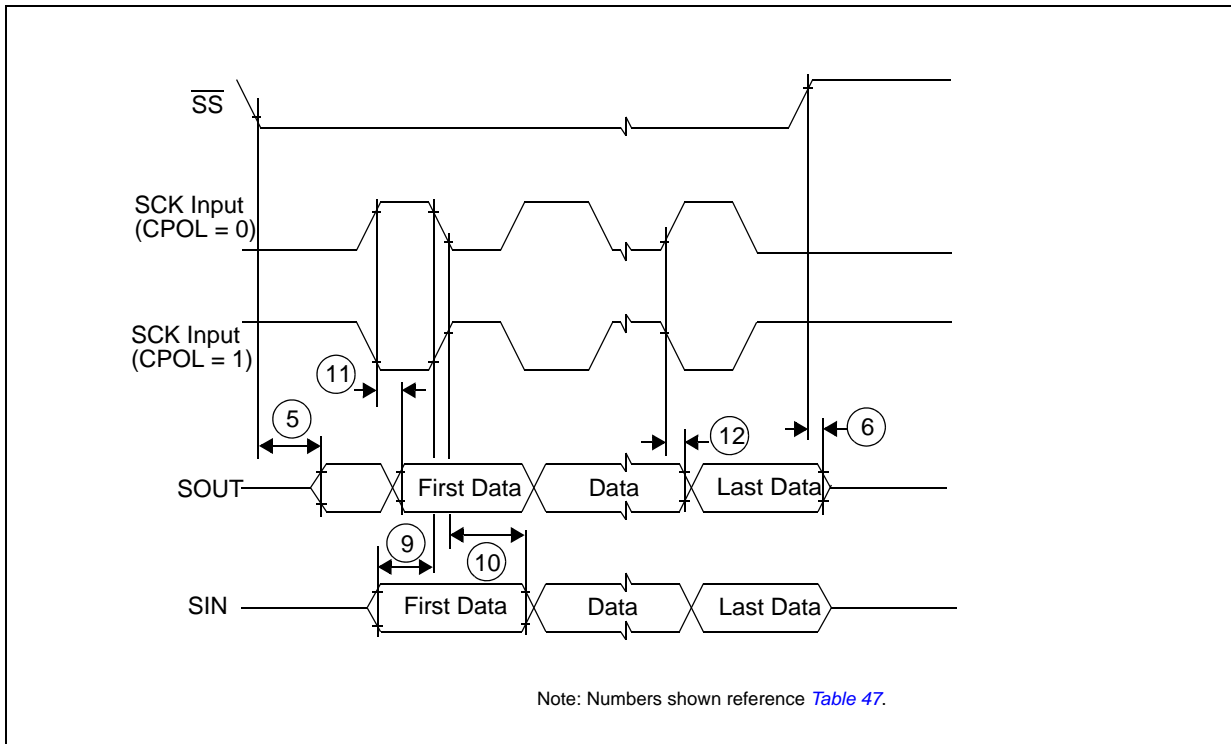 SS
SCK Input
(CPOL = 0)
SCK Input
(CPOL = 1)
11
5
12
6
SOUT
First Data
Data
Last Data
9
10
SIN
First Data
Data
Last Data
Note: Numbers shown reference Table 47.